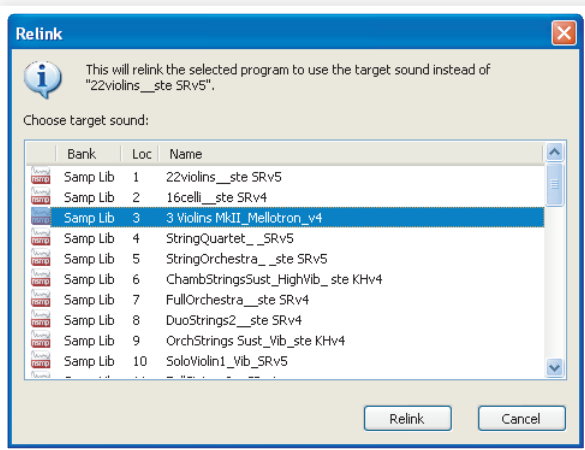 Relink
This will relink the selected program to use the target sound instead of
"22violins__ste SRv5".
Choose target sound:
Bank Loc Name
Samp Lib 1 22violins__ste SRv5
Samp Lib 2 16celli__ste SRv4
Samp Lib 3 3 Violins MkII_Mellotron_v4
Samp Lib 4 StringQuartet_ _SRv5
Samp Lib 5 StringOrchestra_ _ste SRv5
Samp Lib 6 ChambStringsSust_HighVib_ ste KHv4
Samp Lib 7 FullOrchestra__ste SRv4
Samp Lib 8 DuoStrings2__ste SRv4
Samp Lib 9 OrchStrings Sust_Vib_ste KHv4
Samp Lib 10 SoloViolin1_Vib_SRv5
Relink Cancel